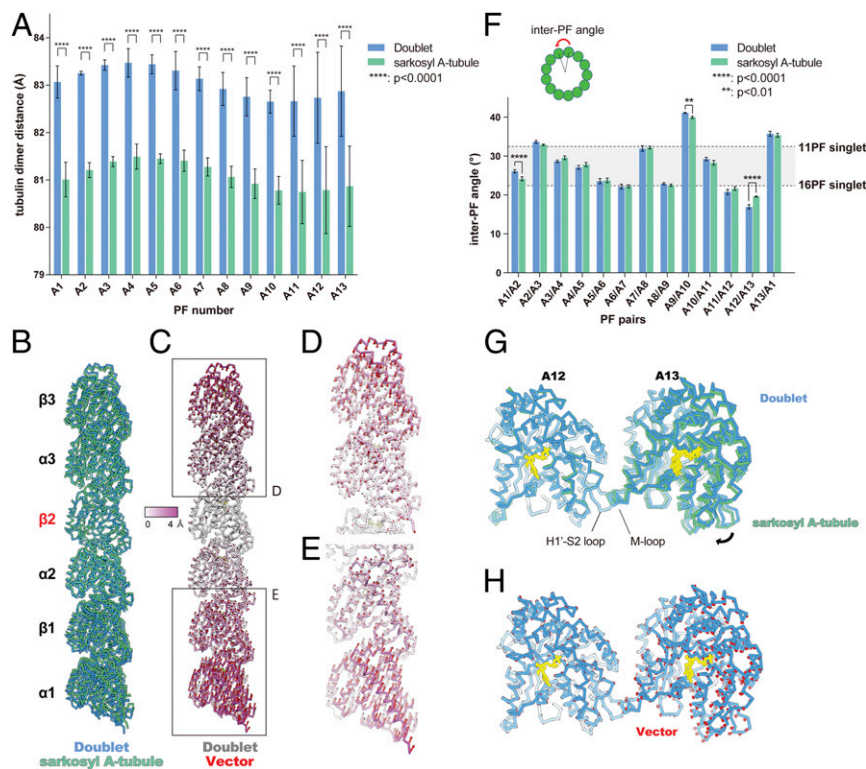 A
tubulin dimer distance (Å)
84
83
82
81
80
79
**** **** **** **** **** **** **** **** **** **** **** **** ****
Doublet
sarkosyl A-tubule
****: p<0.0001
A1 A2 A3 A4 A5 A6 A7 A8 A9 A10 A11 A12 A13
PF number
F
inter-PF angle
Doublet
sarkosyl A-tubule
****: p<0.0001
**: p<0.01
inter-PF angle (°)
40
30
20
10
0
****
**
****
11PF singlet
16PF singlet
A1/A2 A2/A3 A3/A4 A4/A5 A5/A6 A6/A7 A7/A8 A8/A9 A9/A10 A10/A11 A11/A12 A12/A13 A13/A1
PF pairs
B
β3
α3
β2
α2
β1
α1
Doublet
sarkosyl A-tubule
C
D
0 4 Å
E
Doublet
Vector
D
E
G
A12 A13
Doublet
sarkosyl A-tubule
H1'-S2 loop
M-loop
H
Vector